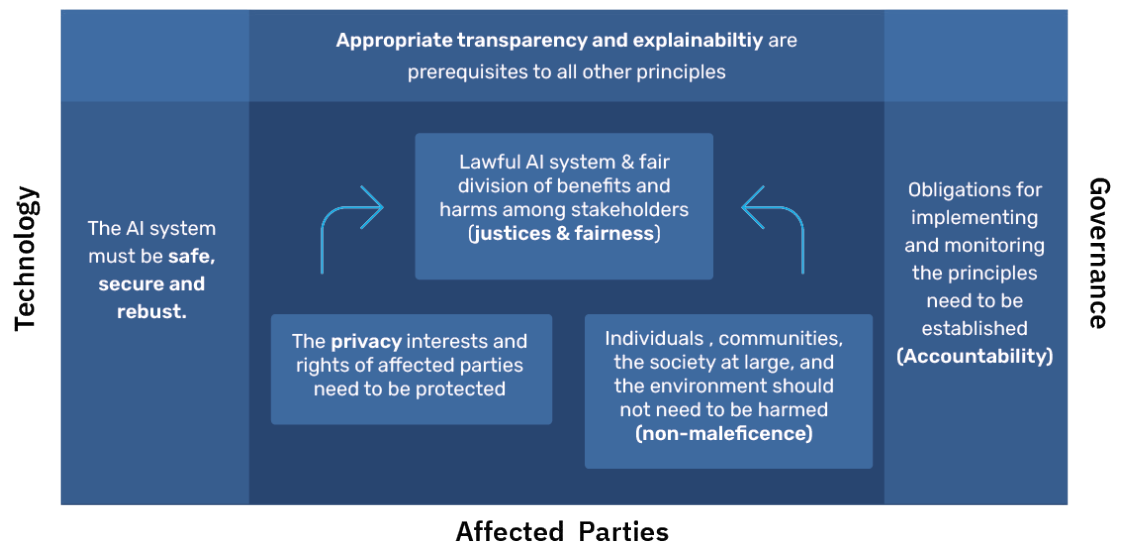 Appropriate transparency and explainabiltiy are
prerequisites to all other principles
Technology
The AI system
must be safe,
secure and
rebust.
Lawful AI system & fair
division of benefits and
harms among stakeholders
(justices & fairness)
The privacy interests and
rights of affected parties
need to be protected
Individuals , communities,
the society at large, and
the environment should
not need to be harmed
(non-maleficence)
Obligations for
implementing
and monitoring
the principles
need to be
established
(Accountability)
Governance
Affected Parties